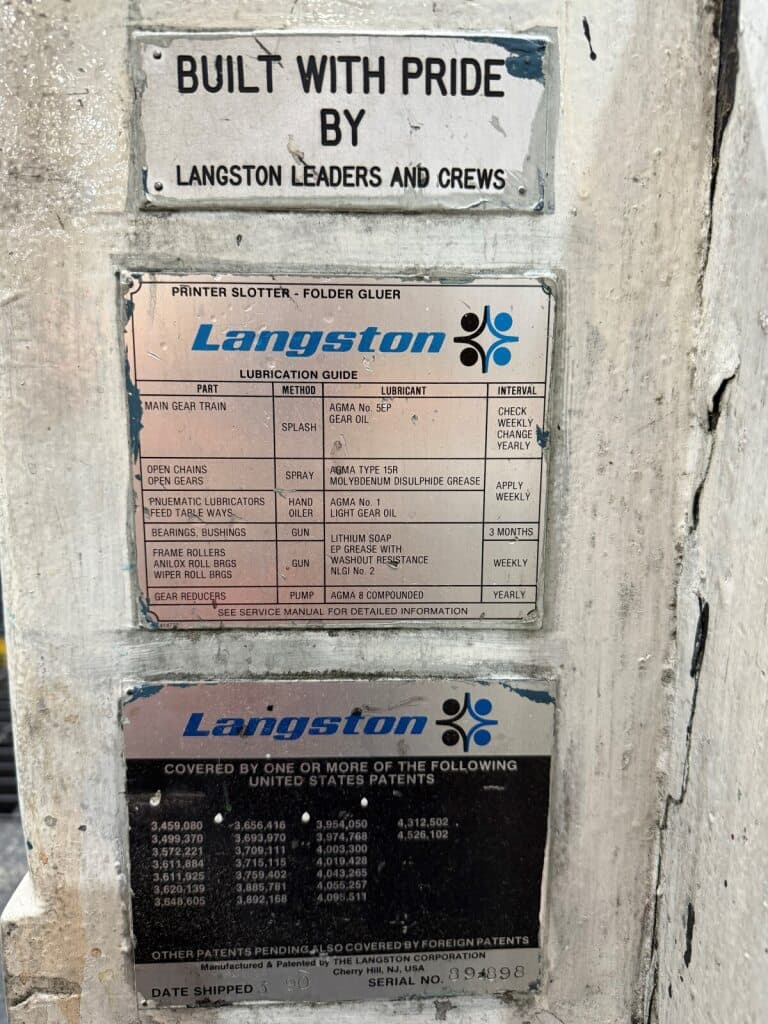 BUILT WITH PRIDE
BY
LANGSTON LEADERS AND CREWS
PRINTER SLOTTER - FOLDER GLUER
Langston
LUBRICATION GUIDE
PART METHOD LUBRICANT INTERVAL
MAIN GEAR TRAIN SPLASH AGMA No. 5EP GEAR OIL CHECK WEEKLY CHANGE YEARLY
OPEN CHAINS OPEN GEARS SPRAY AGMA TYPE 15R MOLYBDENUM DISULPHIDE GREASE APPLY WEEKLY
PNUEMATIC LUBRICATORS FEED TABLE WAYS HAND OILER AGMA No. 1 LIGHT GEAR OIL
BEARINGS, BUSHINGS GUN LITHIUM SOAP EP GREASE WITH WASHOUT RESISTANCE NLGI No. 2 3 MONTHS
FRAME ROLLERS ANILOX ROLL BRGS WIPER ROLL BRGS GUN WEEKLY
GEAR REDUCERS PUMP AGMA 8 COMPOUNDED YEARLY
SEE SERVICE MANUAL FOR DETAILED INFORMATION
Langston
COVERED BY ONE OR MORE OF THE FOLLOWING
UNITED STATES PATENTS
3,459,080 3,656,416 3,954,050 4,312,502
3,499,370 3,693,970 3,974,768 4,526,102
3,572,221 3,709,111 4,003,300
3,611,884 3,715,115 4,019,428
3,611,925 3,759,402 4,043,265
3,620,139 3,885,781 4,055,257
3,648,605 3,892,168 4,095,511
OTHER PATENTS PENDING ALSO COVERED BY FOREIGN PATENTS
Manufactured & Patented by THE LANGSTON CORPORATION
Cherry Hill, NJ, USA
DATE SHIPPED 3 90 SERIAL NO.